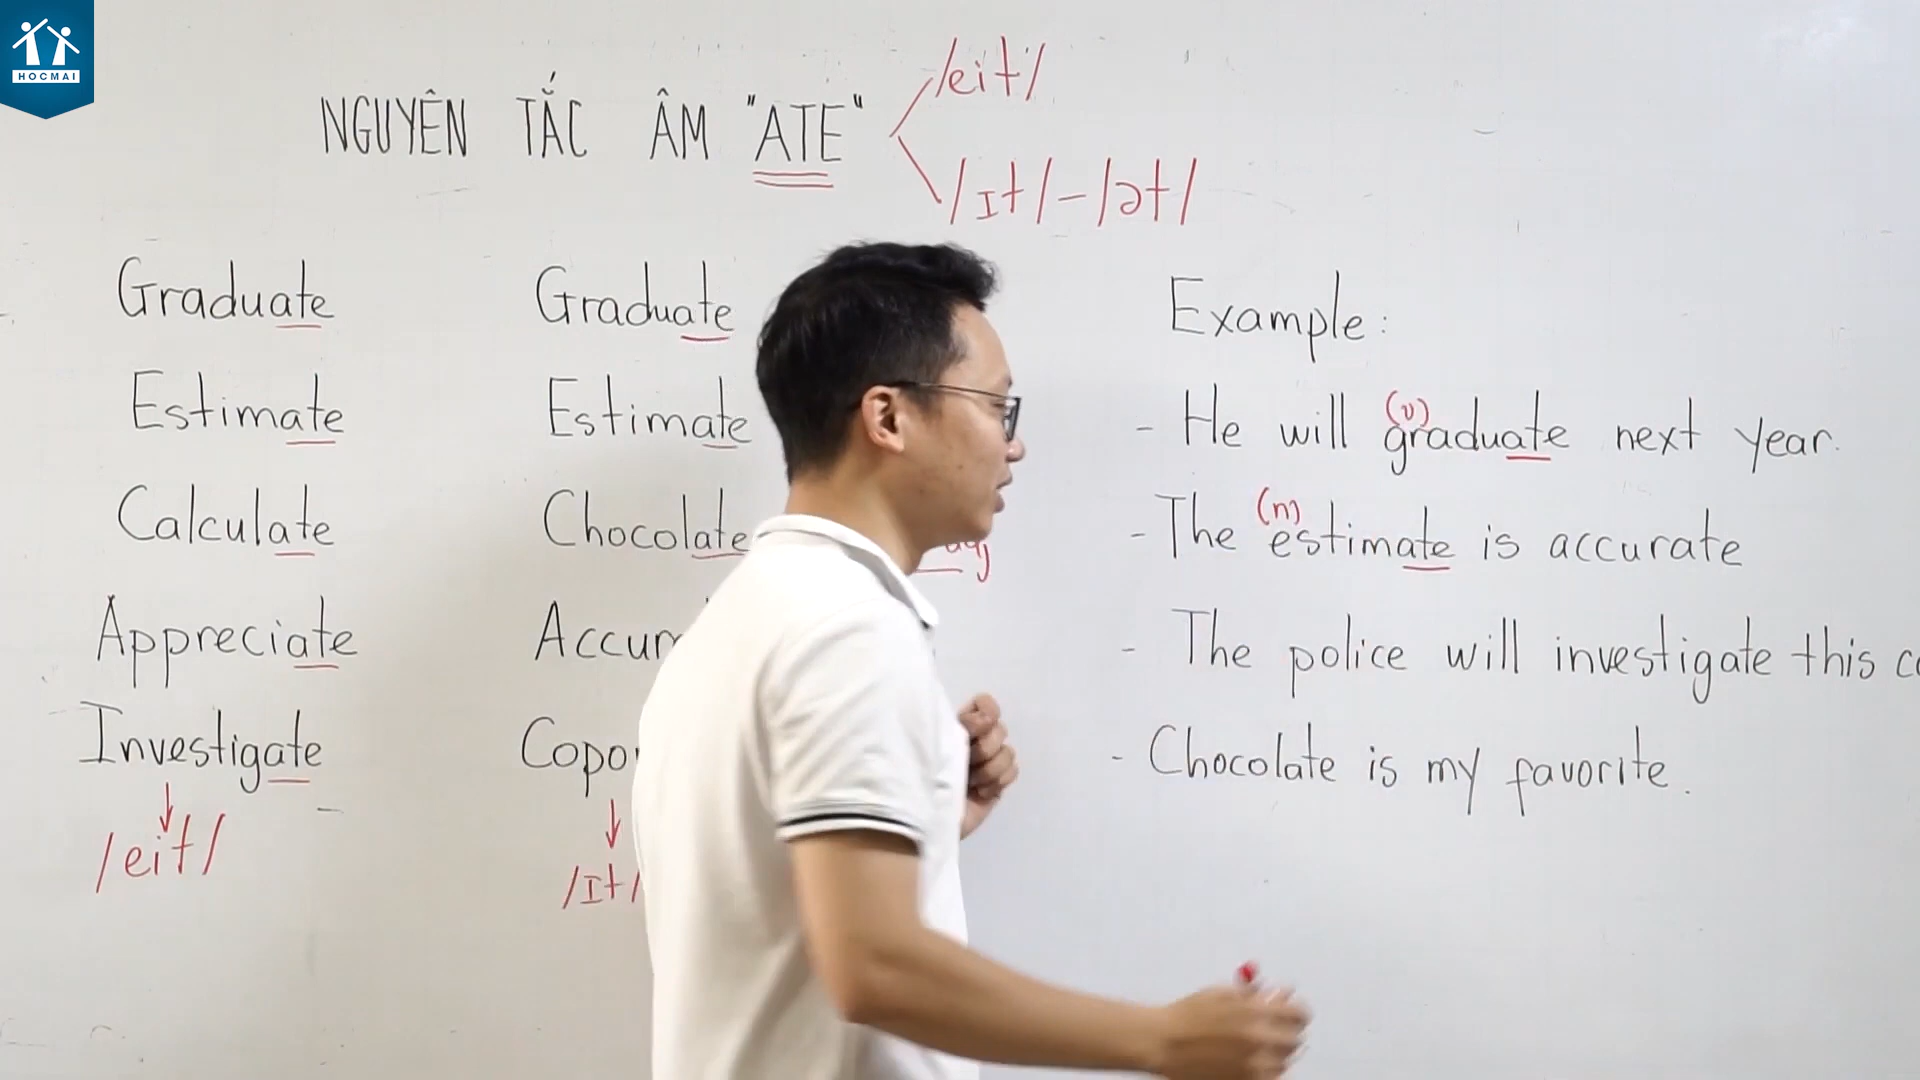 HOCMAI
NGUYÊN TẮC ÂM "ATE"
/eit/
/ɪt/-/ət/
Graduate
Estimate
Calculate
Appreciate
Investigate
/eit/
Graduate
Estimate
Chocolate
Accur
Copo
/ɪt/
adj
Example:
(v)
- He will graduate next year.
(n)
- The estimate is accurate
- The police will investigate this
- Chocolate is my favorite.